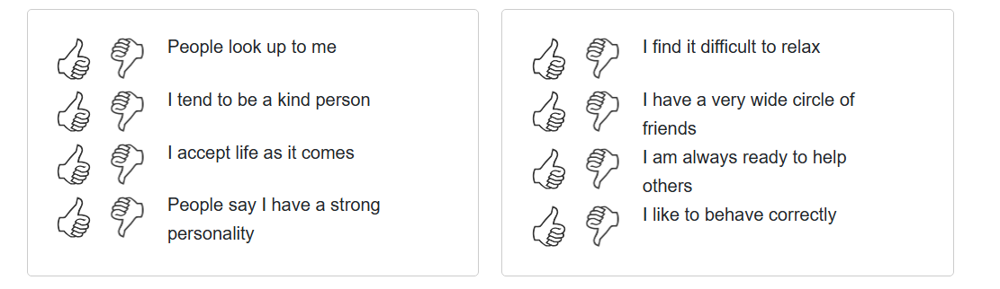 People look up to me
I tend to be a kind person
I accept life as it comes
People say I have a strong
personality
I find it difficult to relax
I have a very wide circle of
friends
I am always ready to help
others
I like to behave correctly